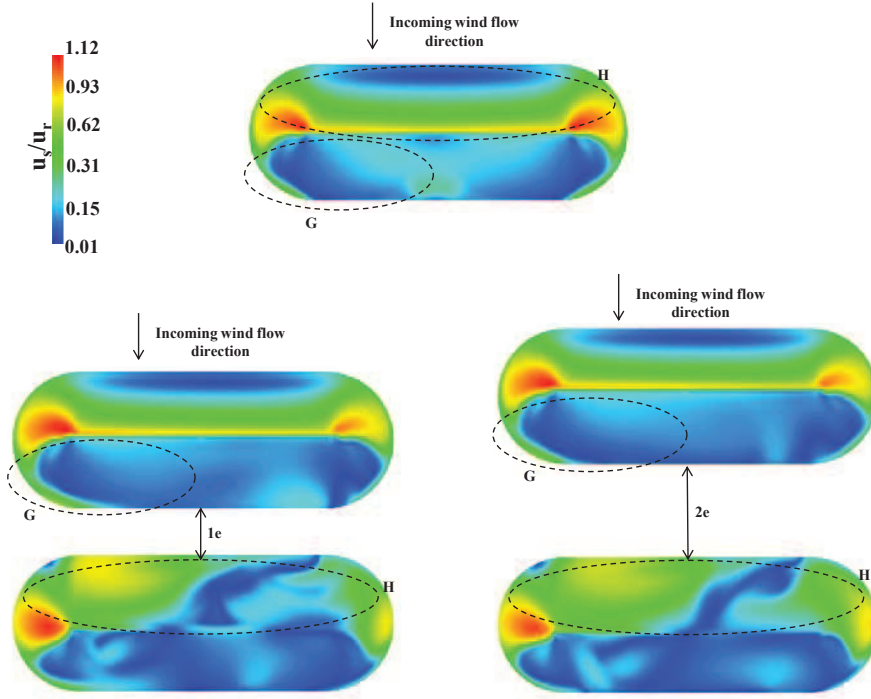 Incoming wind flow
direction
1.12
0.93
0.62
0.31
0.15
0.01
u_s/u_r
H
G
Incoming wind flow
direction
G
1e
H
Incoming wind flow
direction
G
2e
H